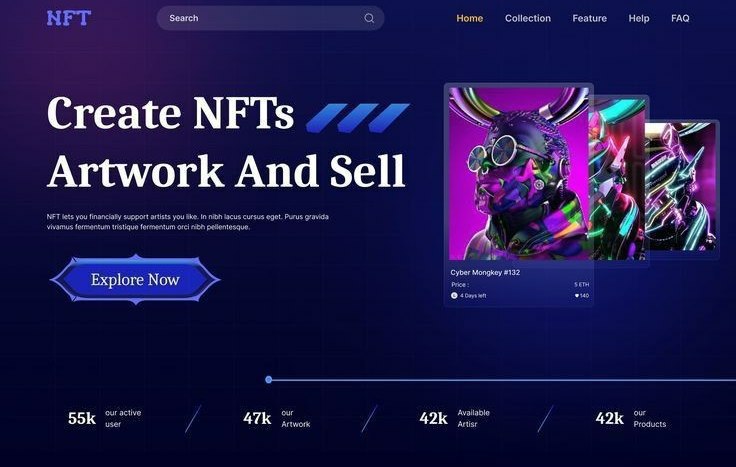 NFT
Search
Home Collection Feature Help FAQ
Create NFTs
Artwork And Sell
NFT lets you financially support artists you like. In nibh lacus cursus eget. Purus gravida
vivamus fermentum tristique fermentum orci nibh pellentesque.
Explore Now
Cyber Mongkey #132
Price : 5 ETH
4 Days left 140
55k our active
user
47k our
Artwork
42k Available
Artisr
42k our
Products